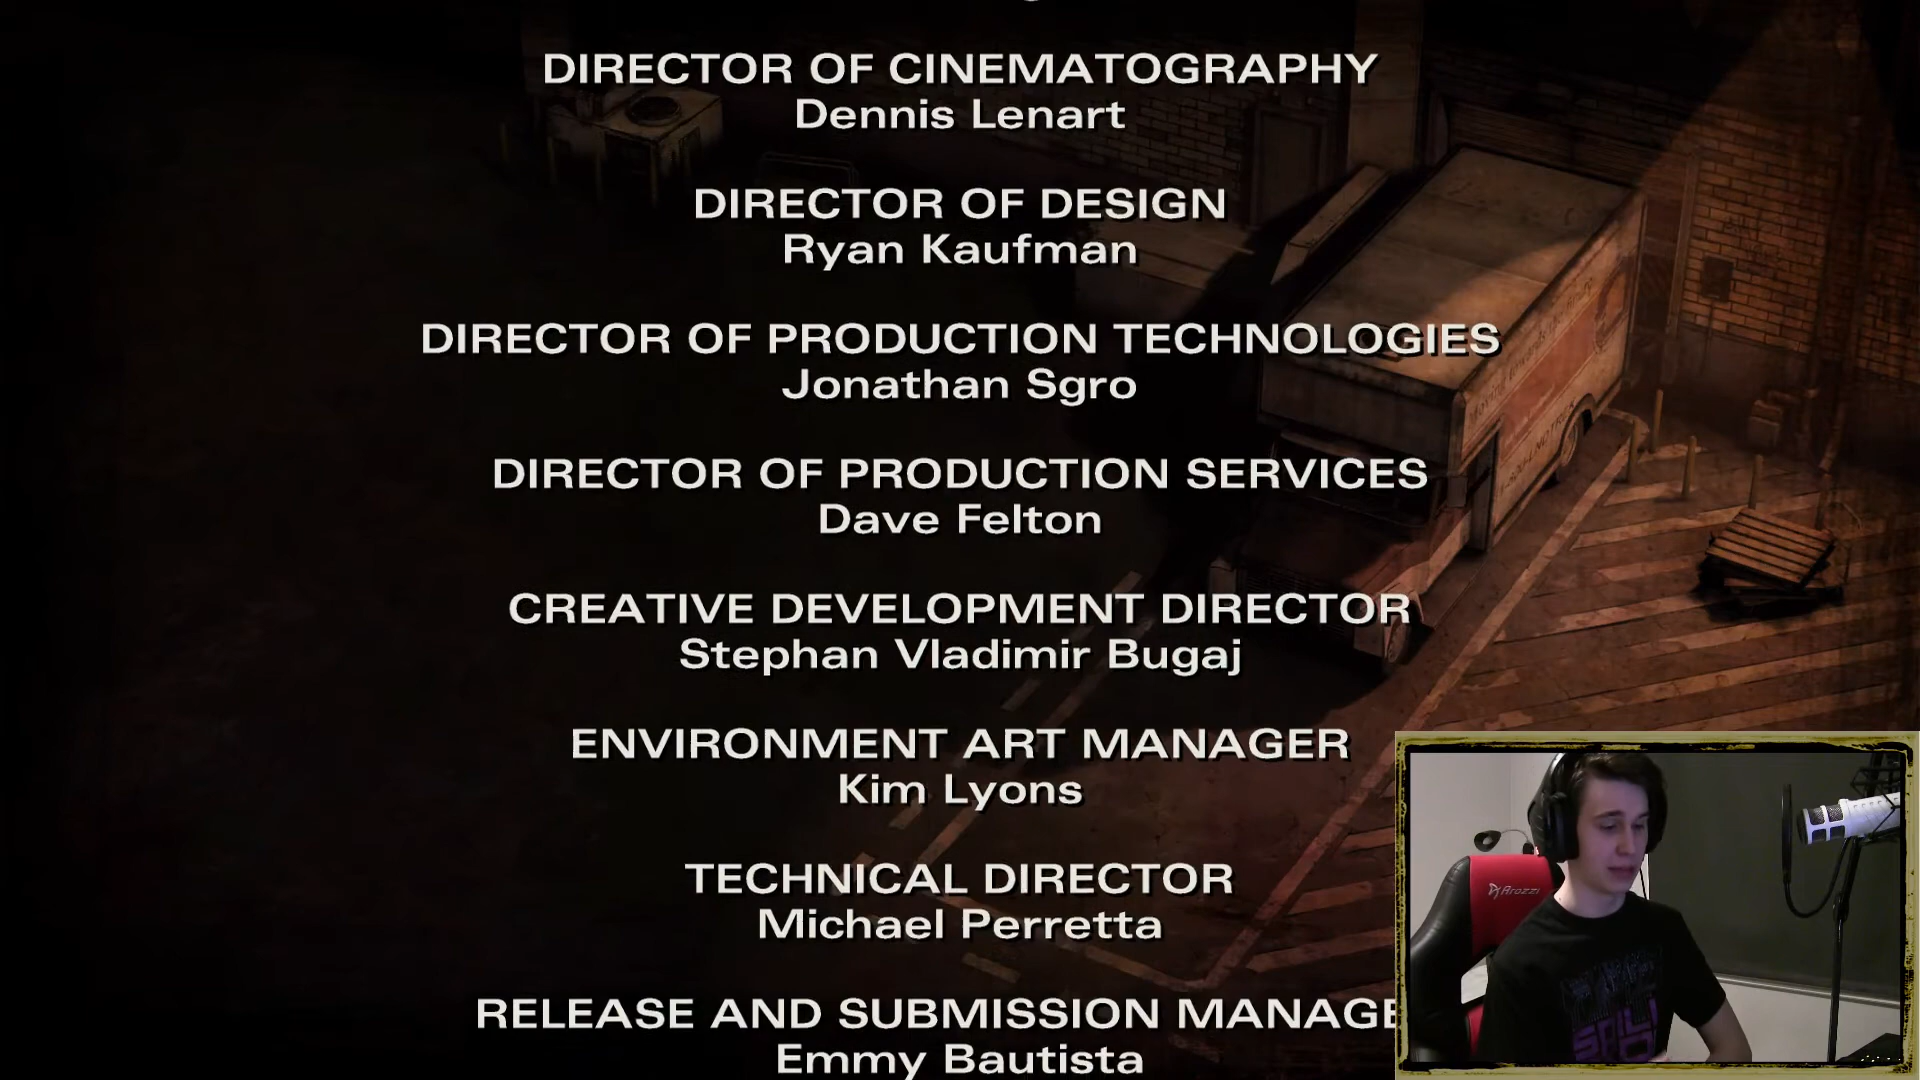 DIRECTOR OF CINEMATOGRAPHY
Dennis Lenart
DIRECTOR OF DESIGN
Ryan Kaufman
DIRECTOR OF PRODUCTION TECHNOLOGIES
Jonathan Sgro
DIRECTOR OF PRODUCTION SERVICES
Dave Felton
CREATIVE DEVELOPMENT DIRECTOR
Stephan Vladimir Bugaj
ENVIRONMENT ART MANAGER
Kim Lyons
TECHNICAL DIRECTOR
Michael Perretta
RELEASE AND SUBMISSION MANAGE
Emmy Bautista
Arozzi